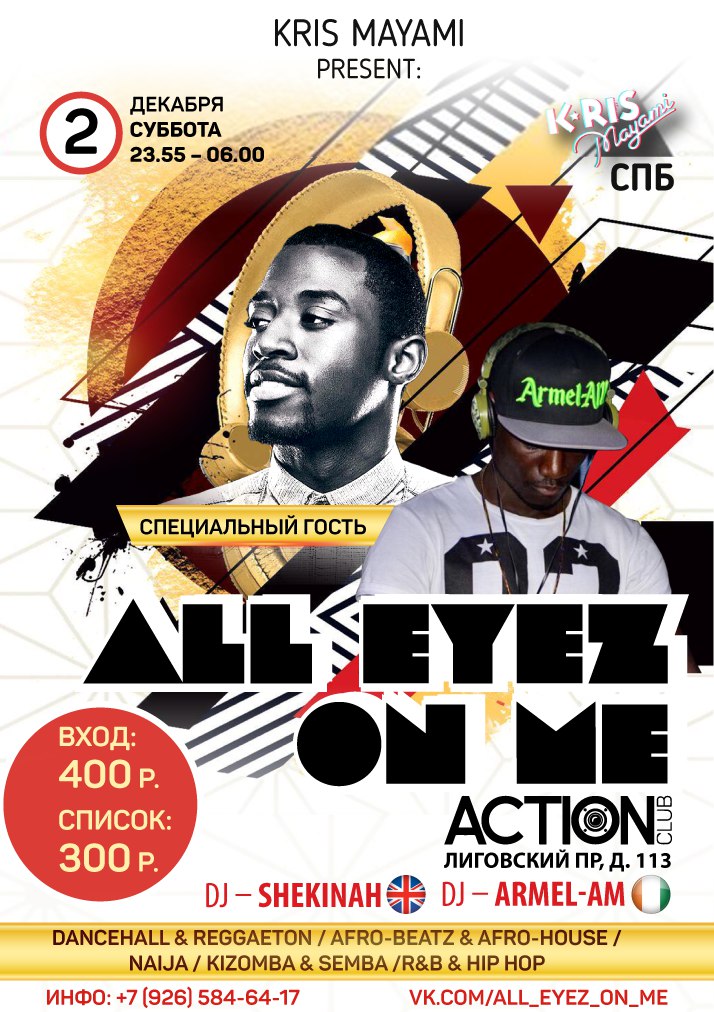 KRIS MAYAMI
PRESENT:
2
ДЕКАБРЯ
СУББОТА
23.55 – 06.00
K★RIS
Mayami
СПБ
Armel-AM
СПЕЦИАЛЬНЫЙ ГОСТЬ
ALL EYEZ
ON ME
ВХОД:
400 Р.
СПИСОК:
300 Р.
ACTION CLUB
ЛИГОВСКИЙ ПР, Д. 113
DJ – SHEKINAH DJ – ARMEL-AM
DANCEHALL & REGGAETON / AFRO-BEATZ & AFRO-HOUSE /
NAIJA / KIZOMBA & SEMBA /R&B & HIP HOP
ИНФО: +7 (926) 584-64-17 VK.COM/ALL_EYEZ_ON_ME